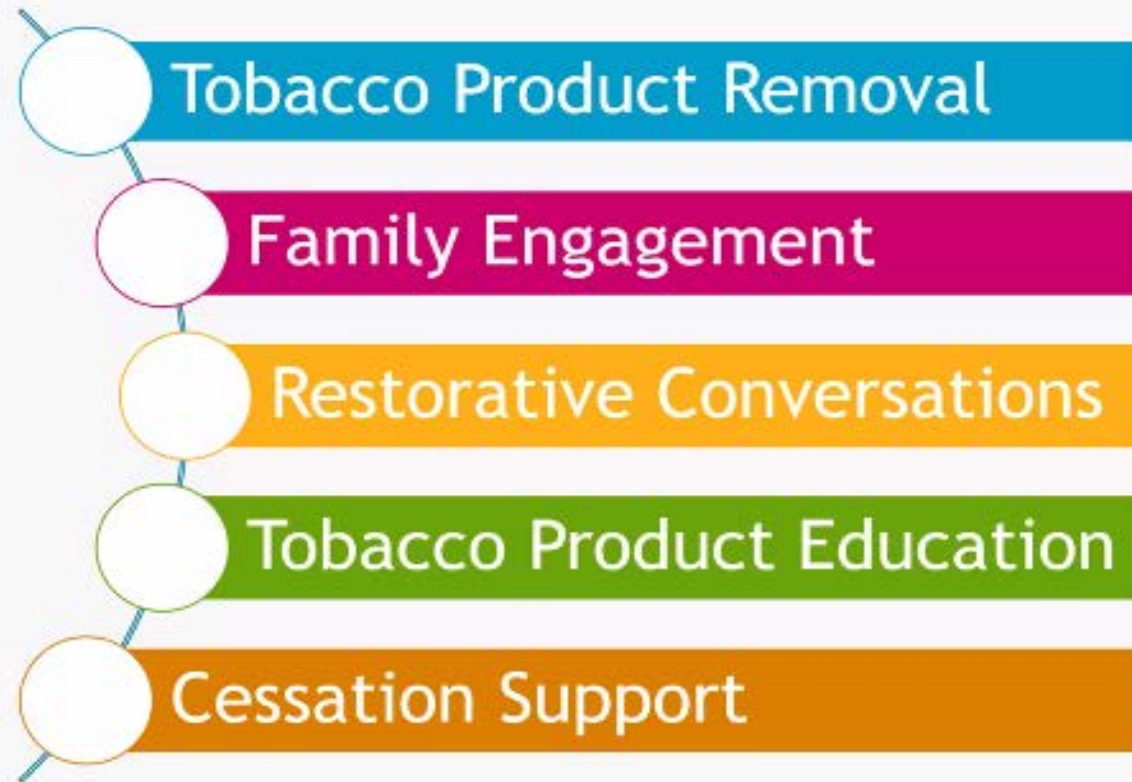 Tobacco Product Removal
Family Engagement
Restorative Conversations
Tobacco Product Education
Cessation Support